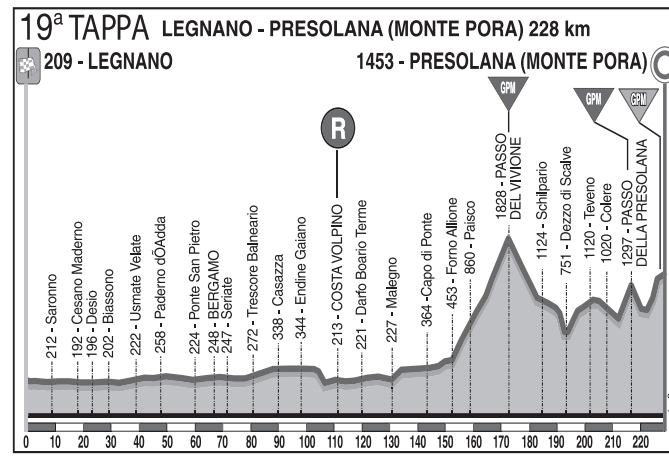 19ª TAPPA LEGNANO - PRESOLANA (MONTE PORA) 228 km
209 - LEGNANO
1453 - PRESOLANA (MONTE PORA)
GPM
GPM
GPM
R
212 - Saronno
192 - Cesano Maderno
196 - Desio
202 - Biassono
222 - Usmate Velate
258 - Paderno dÕAdda
224 - Ponte San Pietro
248 - BERGAMO
247 - Seriate
272 - Trescore Balneario
338 - Casazza
344 - Endine Gaiano
213 - COSTA VOLPINO
221 - Darfo Boario Terme
227 - Malegno
364 -Capo di Ponte
453 - Forno Allione
860 - Paisco
1828 - PASSO
DEL VIVIONE
1124 - Schilpario
751 - Dezzo di Scalve
1120 - Teveno
1020 - Colere
1297 - PASSO
DELLA PRESOLANA
0 10 20 30 40 50 60 70 80 90 100 110 120 130 140 150 160 170 180 190 200 210 220